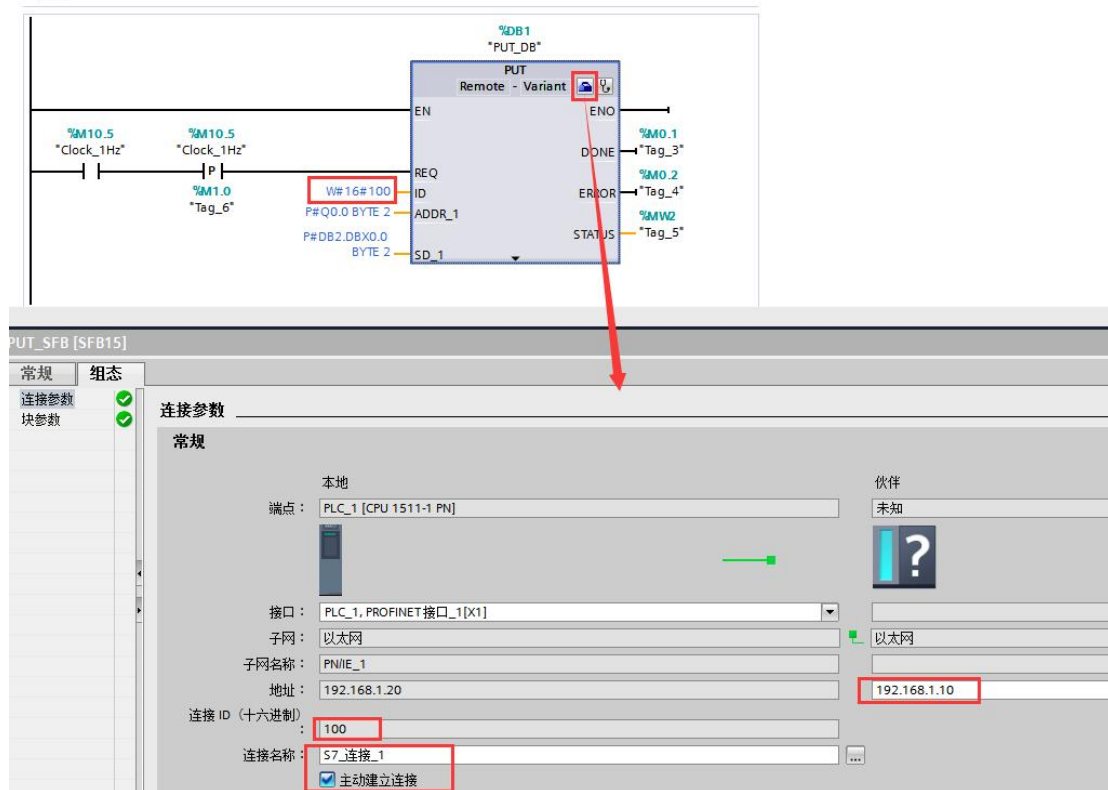 %DB1
"PUT_DB"
PUT
Remote - Variant
EN
ENO
%M10.5
"Clock_1Hz"
%M10.5
"Clock_1Hz"
P
%M1.0
"Tag_6"
%M0.1
DONE
"Tag_3"
REQ
W#16#100
ID
%M0.2
ERROR
"Tag_4"
P#Q0.0 BYTE 2
ADDR_1
%MW2
STATUS
"Tag_5"
P#DB2.DBX0.0
BYTE 2
SD_1
PUT_SFB [SFB15]
常规
组态
连接参数
块参数
连接参数
常规
本地
伙伴
端点：
PLC_1 [CPU 1511-1 PN]
未知
?
接口：
PLC_1, PROFINET接口_1[X1]
子网：
以太网
以太网
子网名称：
PN/IE_1
地址：
192.168.1.20
192.168.1.10
连接 ID（十六进制）
：
100
连接名称：
S7_连接_1
...
主动建立连接